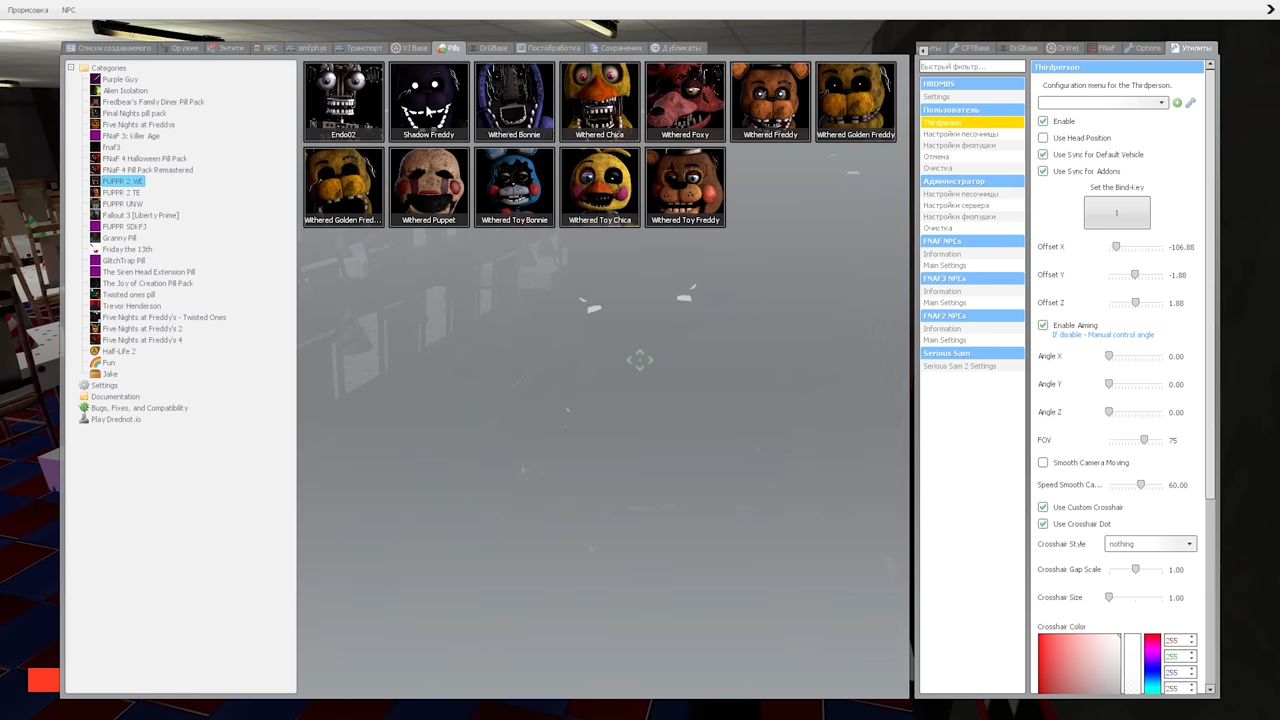 Прорисовка NPC
Списки создаваемого Оружие Энтити NPC simfphys Транспорт VJ Base Pills DrGBase Постобработка Сохранения Дубликаты
Categories
Purple Guy
Alien Isolation
Fredbear's Family Diner Pill Pack
Final Nights pill pack
Five Nights at Freddys
FNaF 3: Killer Age
fnaf3
FNaF 4 Halloween Pill Pack
FNaF 4 Pill Pack Remastered
FUPPR 2 WE
FUPPR 2 TE
FUPPR UNW
Fallout 3 [Liberty Prime]
FUPPR SDLFJ
Granny Pill
Friday the 13th
GlitchTrap Pill
The Siren Head Extension Pill
The Joy of Creation Pill Pack
Twisted ones pill
Trevor Henderson
Five Nights at Freddy's - Twisted Ones
Five Nights at Freddy's 2
Five Nights at Freddy's 4
Half-Life 2
Fun
Jake
Settings
Documentation
Bugs, Fixes, and Compatibility
Play Drednot.io
Endo02 Shadow Freddy Withered Bonnie Withered Chica Withered Foxy Withered Freddy Withered Golden Freddy
Withered Golden Fred... Withered Puppet Withered Toy Bonnie Withered Toy Chica Withered Toy Freddy
нты CPTBase DrGBase DrVrej FNaF Options Утилиты
Быстрый фильтр...
HBOMBS
Settings
Пользователь
Thirdperson
Настройки песочницы
Настройки физпушки
Отмена
Очистка
Администратор
Настройки песочницы
Настройки сервера
Настройки физпушки
Очистка
FNAF NPCs
Information
Main Settings
FNAF3 NPCs
Information
Main Settings
FNAF2 NPCs
Information
Main Settings
Serious Sam
Serious Sam 2 Settings
Thirdperson
Configuration menu for the Thirdperson.
Enable
Use Head Position
Use Sync for Default Vehicle
Use Sync for Addons
Set the Bind-key
1
Offset X -106.88
Offset Y -1.88
Offset Z 1.88
Enable Aiming
If disable - Manual control angle
Angle X 0.00
Angle Y 0.00
Angle Z 0.00
FOV 75
Smooth Camera Moving
Speed Smooth Ca... 60.00
Use Custom Crosshair
Use Crosshair Dot
Crosshair Style nothing
Crosshair Gap Scale 1.00
Crosshair Size 1.00
Crosshair Color
255
255
255
255